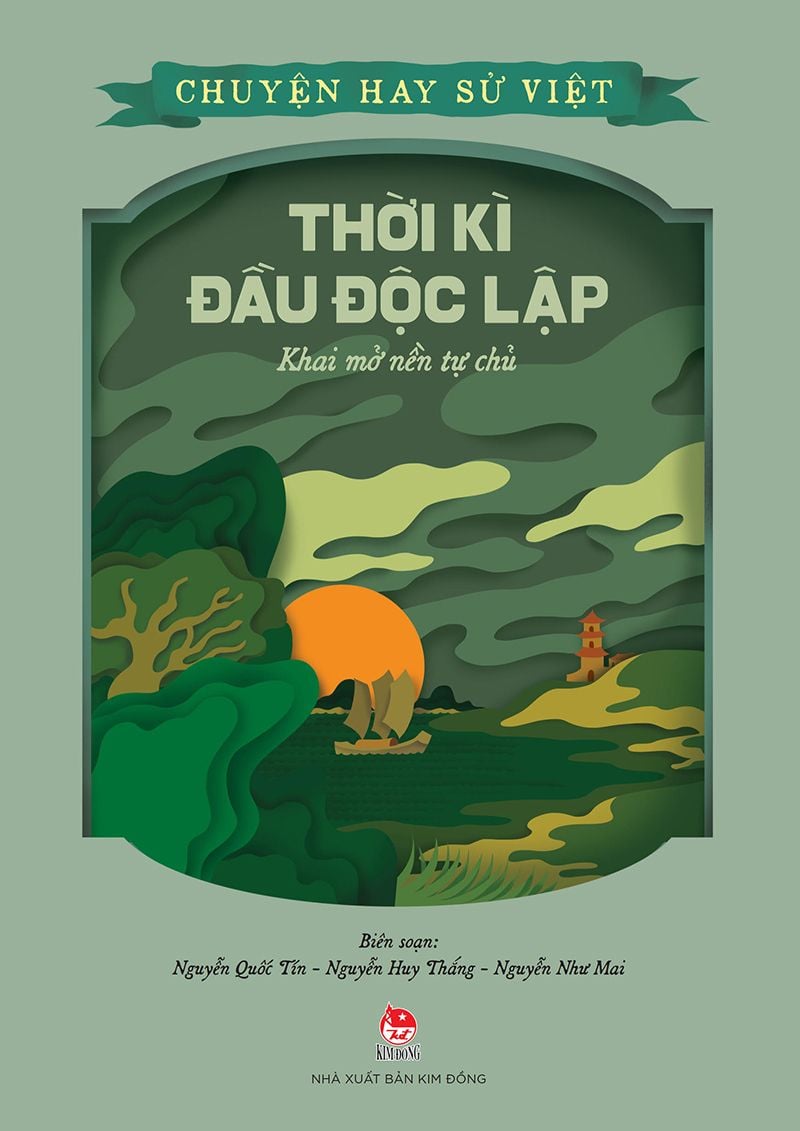 CHUYỆN HAY SỬ VIỆT
THỜI KÌ
ĐẦU ĐỘC LẬP
Khai mở nền tự chủ
Biên soạn:
Nguyễn Quốc Tín – Nguyễn Huy Thắng – Nguyễn Như Mai
kđ
KIM ĐỒNG
NHÀ XUẤT BẢN KIM ĐỒNG